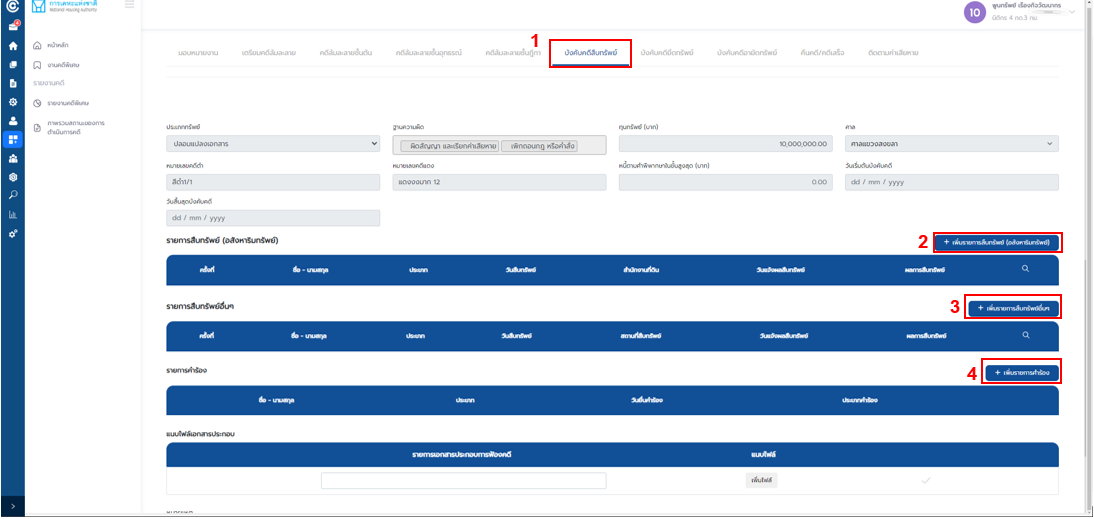 การเคหะแห่งชาติ
National Housing Authority
10
พูนทรัพย์ เรืองกิจวัฒนากร
นิติกร 4 กด.3 กม.
4
หน้าหลัก
งานคดีพิเศษ
รายงานคดี
รายงานคดีพิเศษ
ภาพรวมสถานะของการ
ดำเนินการคดี
1
มอบหมายงาน เตรียมคดีล้มละลาย คดีล้มละลายชั้นต้น คดีล้มละลายชั้นอุทธรณ์ คดีล้มละลายชั้นฎีกา บังคับคดีสืบทรัพย์ บังคับคดียึดทรัพย์ บังคับคดีอายัดทรัพย์ คืนคดี/คดีเสร็จ ติดตามค่าเสียหาย
ประเภททรัพย์ ฐานความผิด ทุนทรัพย์ (บาท) ศาล
ปลอมแปลงเอกสาร ผิดสัญญา และเรียกค่าเสียหาย เพิกถอนกฎ หรือคำสั่ง 10,000,000.00 ศาลแขวงสงขลา
หมายเลขคดีดำ หมายเลขคดีแดง หนี้ตามคำพิพากษาในชั้นสูงสุด (บาท) วันเริ่มต้นบังคับคดี
สีดำ1/1 แดงงงมาก 12 0.00 dd / mm / yyyy
วันสิ้นสุดบังคับคดี
dd / mm / yyyy
รายการสืบทรัพย์ (อสังหาริมทรัพย์) 2 + เพิ่มรายการสืบทรัพย์ (อสังหาริมทรัพย์)
ครั้งที่ ชื่อ - นามสกุล ประเภท วันสืบทรัพย์ สำนักงานที่ดิน วันแจ้งผลสืบทรัพย์ ผลการสืบทรัพย์
รายการสืบทรัพย์อื่นๆ 3 + เพิ่มรายการสืบทรัพย์อื่นๆ
ครั้งที่ ชื่อ - นามสกุล ประเภท วันสืบทรัพย์ สถานที่สืบทรัพย์ วันแจ้งผลสืบทรัพย์ ผลการสืบทรัพย์
รายการคำร้อง 4 + เพิ่มรายการคำร้อง
ชื่อ - นามสกุล ประเภท วันยื่นคำร้อง ประเภทคำร้อง
แนบไฟล์เอกสารประกอบ
รายการเอกสารประกอบการฟ้องคดี แนบไฟล์
เพิ่มไฟล์